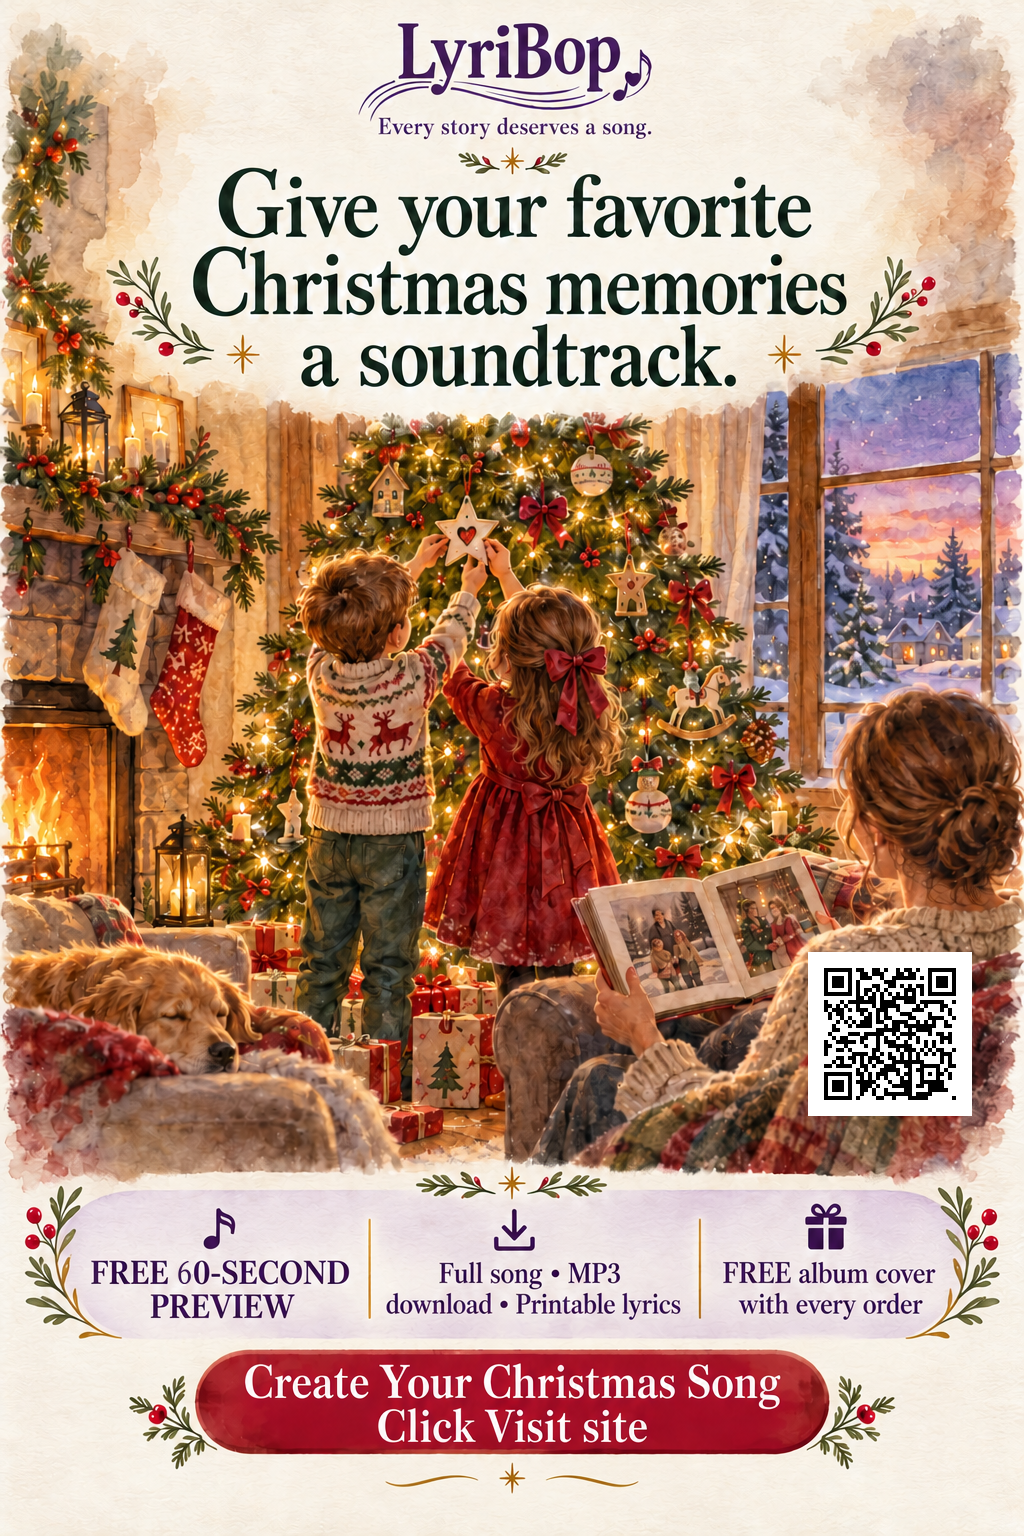 LyriBop
Every story deserves a song.
Give your favorite
Christmas memories
a soundtrack.
FREE 60-SECOND
PREVIEW
Full song • MP3
download • Printable lyrics
FREE album cover
with every order
Create Your Christmas Song
Click Visit site